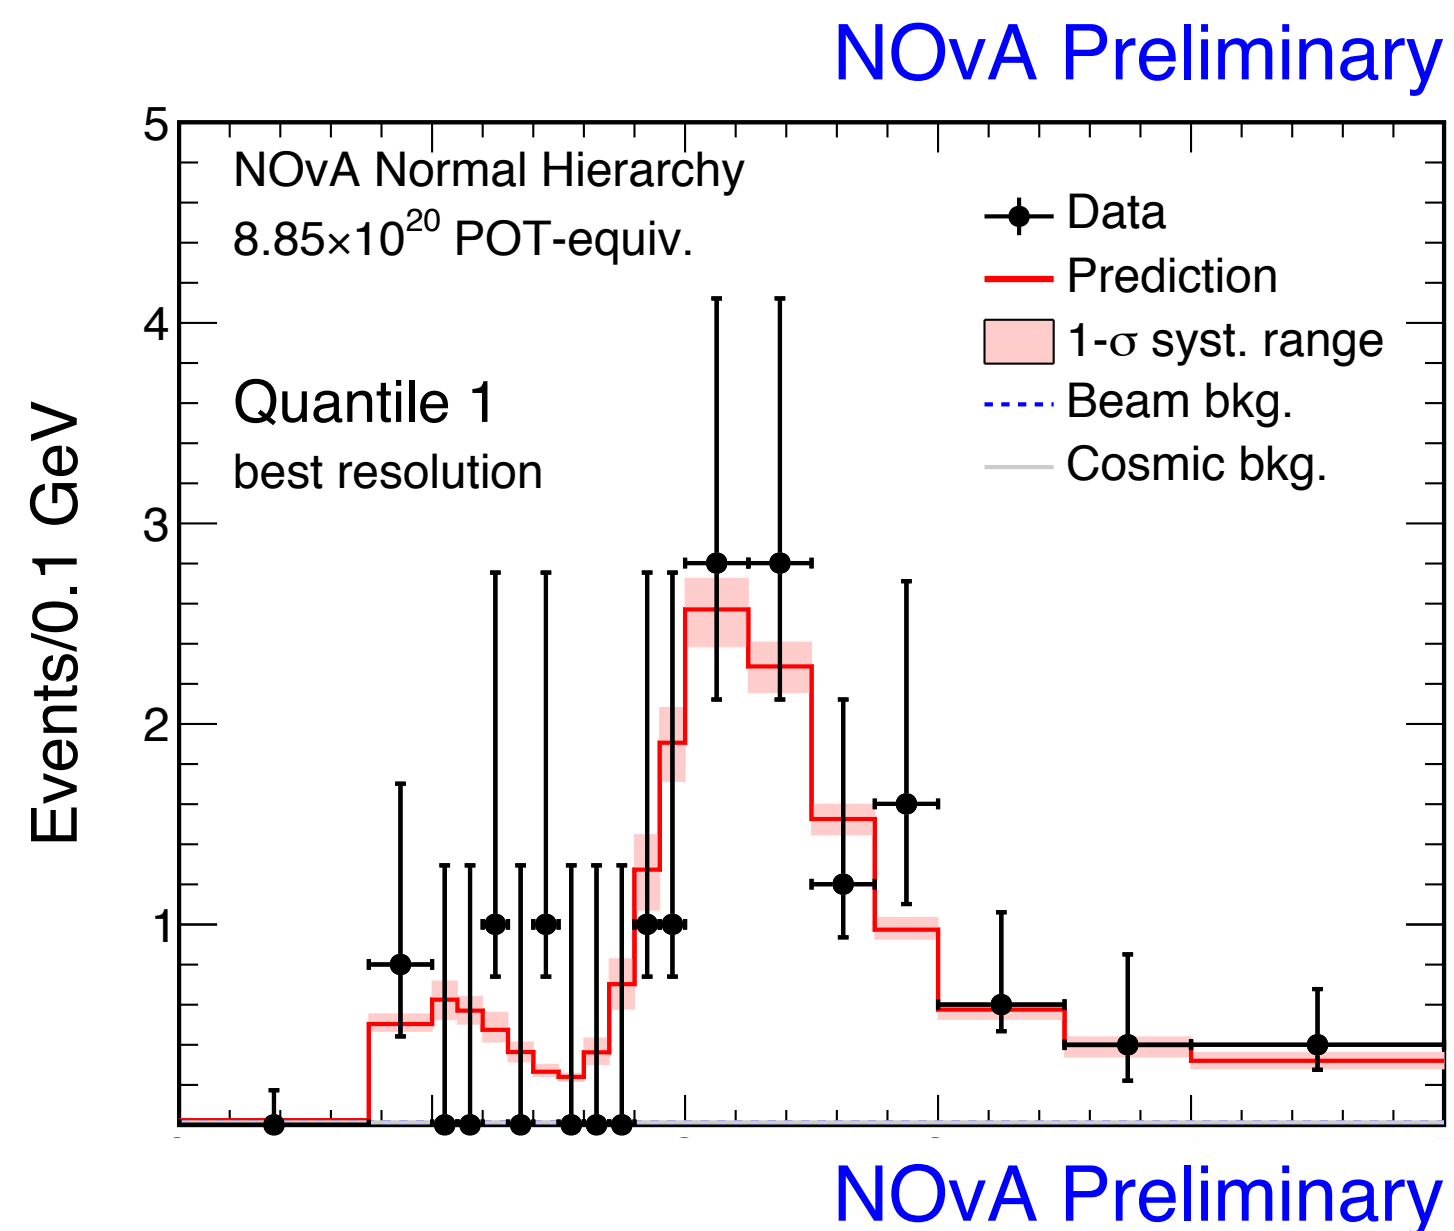 NOvA Preliminary
5
NOvA Normal Hierarchy
8.85×10²⁰ POT-equiv.
Data
Prediction
4
1-σ syst. range
Quantile 1
Beam bkg.
best resolution
Cosmic bkg.
3
Events/0.1 GeV
2
1
NOvA Preliminary